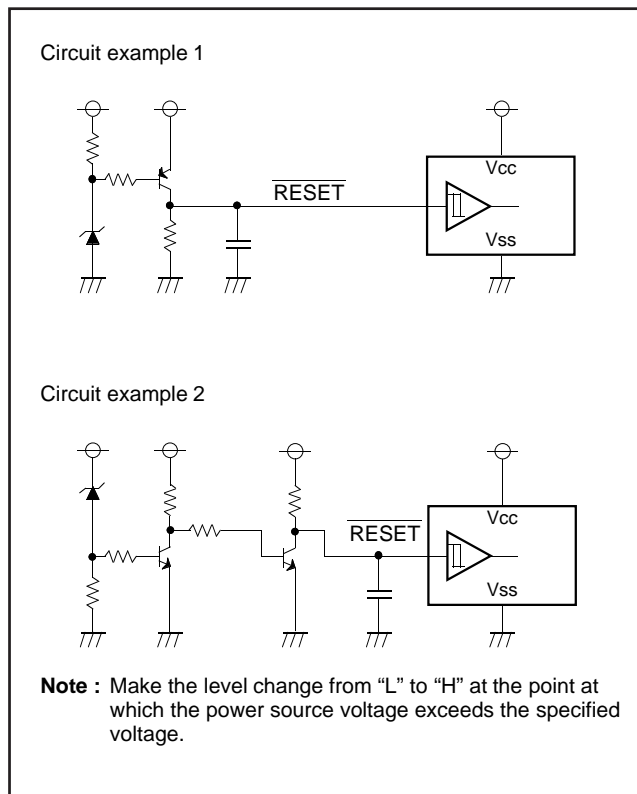 Circuit example 1
RESET
Vcc
Vss
Circuit example 2
RESET
Vcc
Vss
Note : Make the level change from “L” to “H” at the point at
which the power source voltage exceeds the specified
voltage.